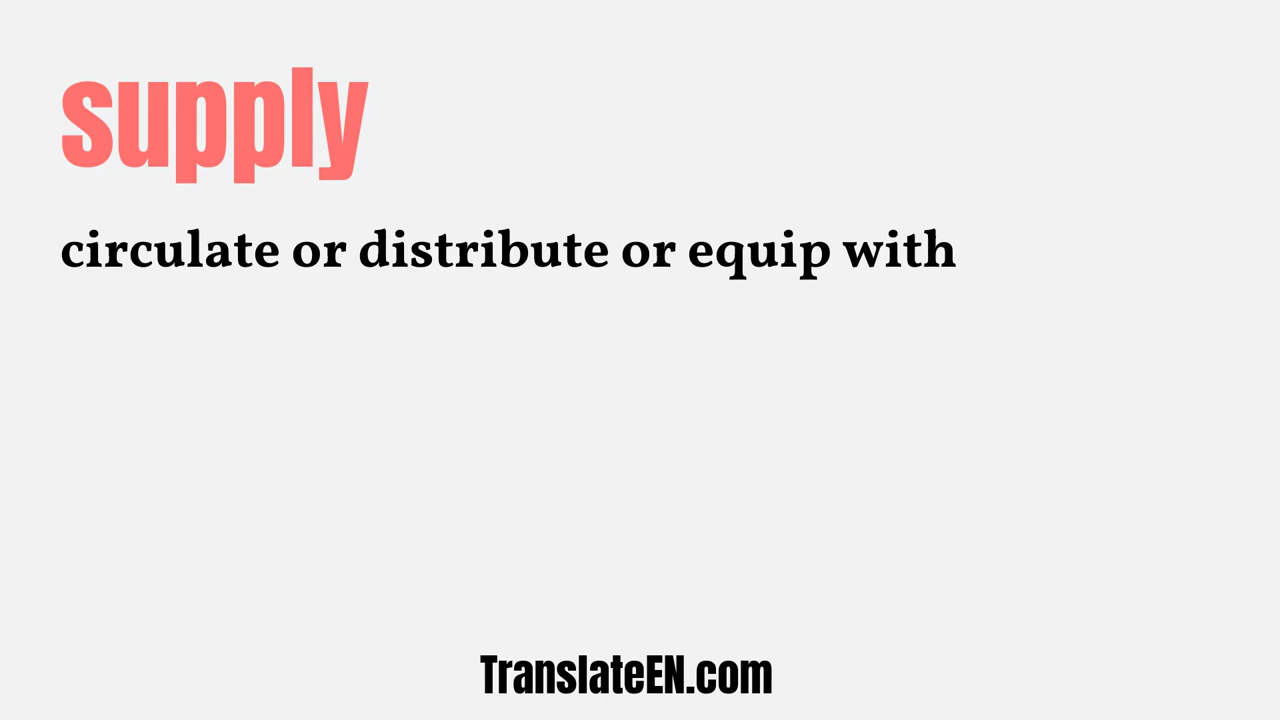 supply
circulate or distribute or equip with
TranslateEN.com